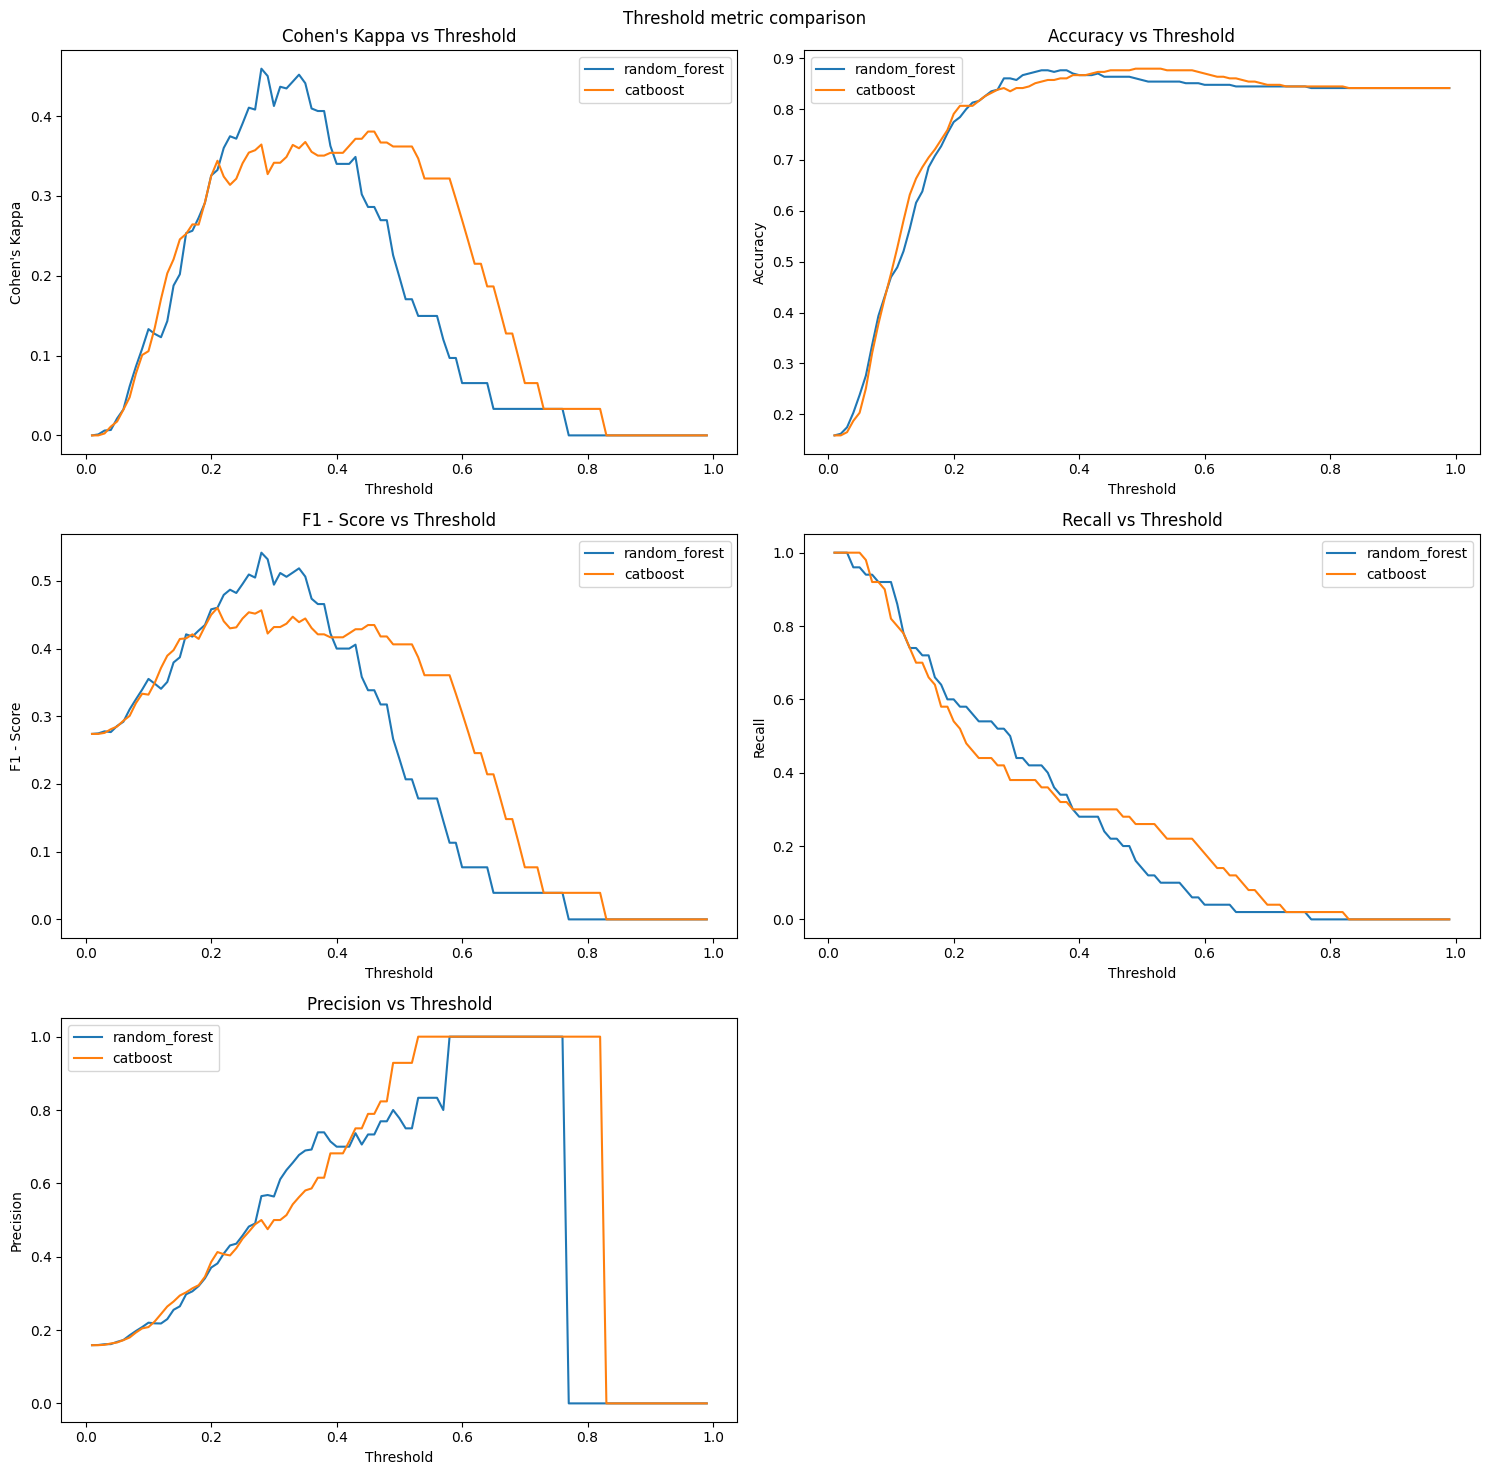 Threshold metric comparison
Cohen's Kappa vs Threshold
random_forest
catboost
Cohen's Kappa
0.4
0.3
0.2
0.1
0.0
0.0 0.2 0.4 0.6 0.8 1.0
Threshold
Accuracy vs Threshold
random_forest
catboost
Accuracy
0.9
0.8
0.7
0.6
0.5
0.4
0.3
0.2
0.0 0.2 0.4 0.6 0.8 1.0
Threshold
F1 - Score vs Threshold
random_forest
catboost
F1 - Score
0.5
0.4
0.3
0.2
0.1
0.0
0.0 0.2 0.4 0.6 0.8 1.0
Threshold
Recall vs Threshold
random_forest
catboost
Recall
1.0
0.8
0.6
0.4
0.2
0.0
0.0 0.2 0.4 0.6 0.8 1.0
Threshold
Precision vs Threshold
random_forest
catboost
Precision
1.0
0.8
0.6
0.4
0.2
0.0
0.0 0.2 0.4 0.6 0.8 1.0
Threshold